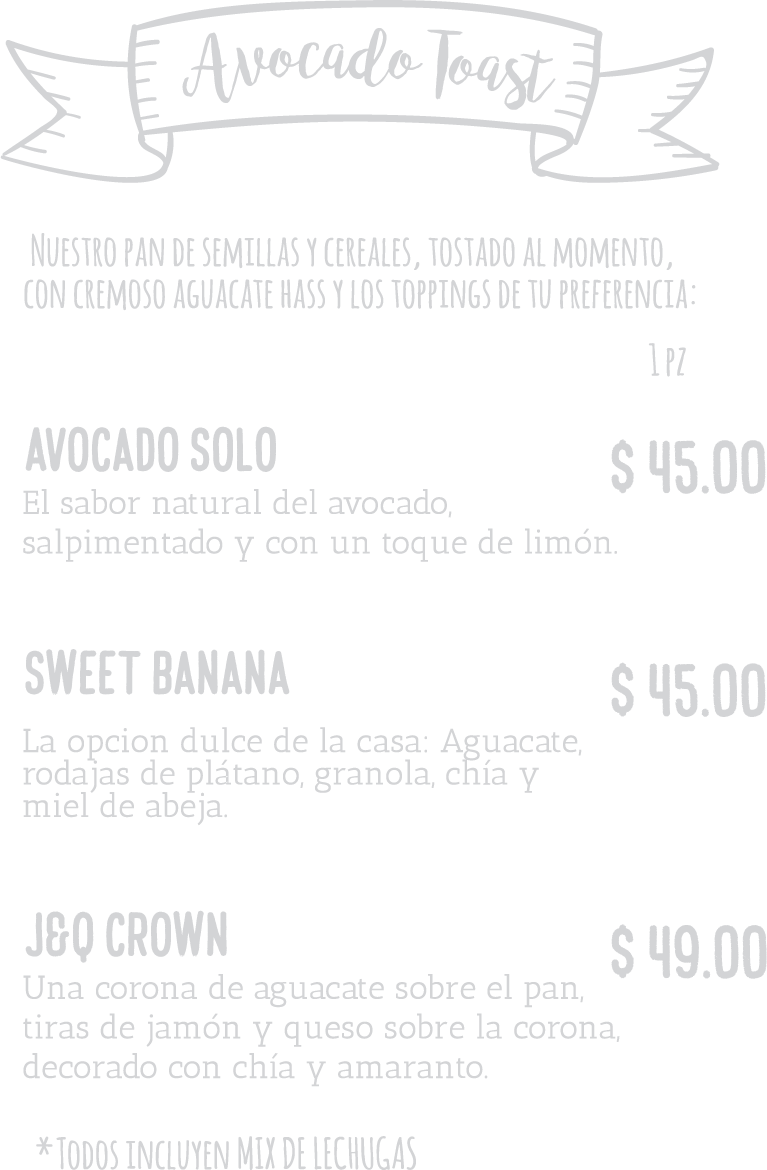 Avocado Toast
NUESTRO PAN DE SEMILLAS Y CEREALES, TOSTADO AL MOMENTO,
CON CREMOSO AGUACATE HASS Y LOS TOPPINGS DE TU PREFERENCIA:
1 PZ
AVOCADO SOLO
$ 45.00
El sabor natural del avocado,
salpimentado y con un toque de limón.
SWEET BANANA
$ 45.00
La opcion dulce de la casa: Aguacate,
rodajas de plátano, granola, chía y
miel de abeja.
J&Q CROWN
$ 49.00
Una corona de aguacate sobre el pan,
tiras de jamón y queso sobre la corona,
decorado con chía y amaranto.
*TODOS INCLUYEN MIX DE LECHUGAS